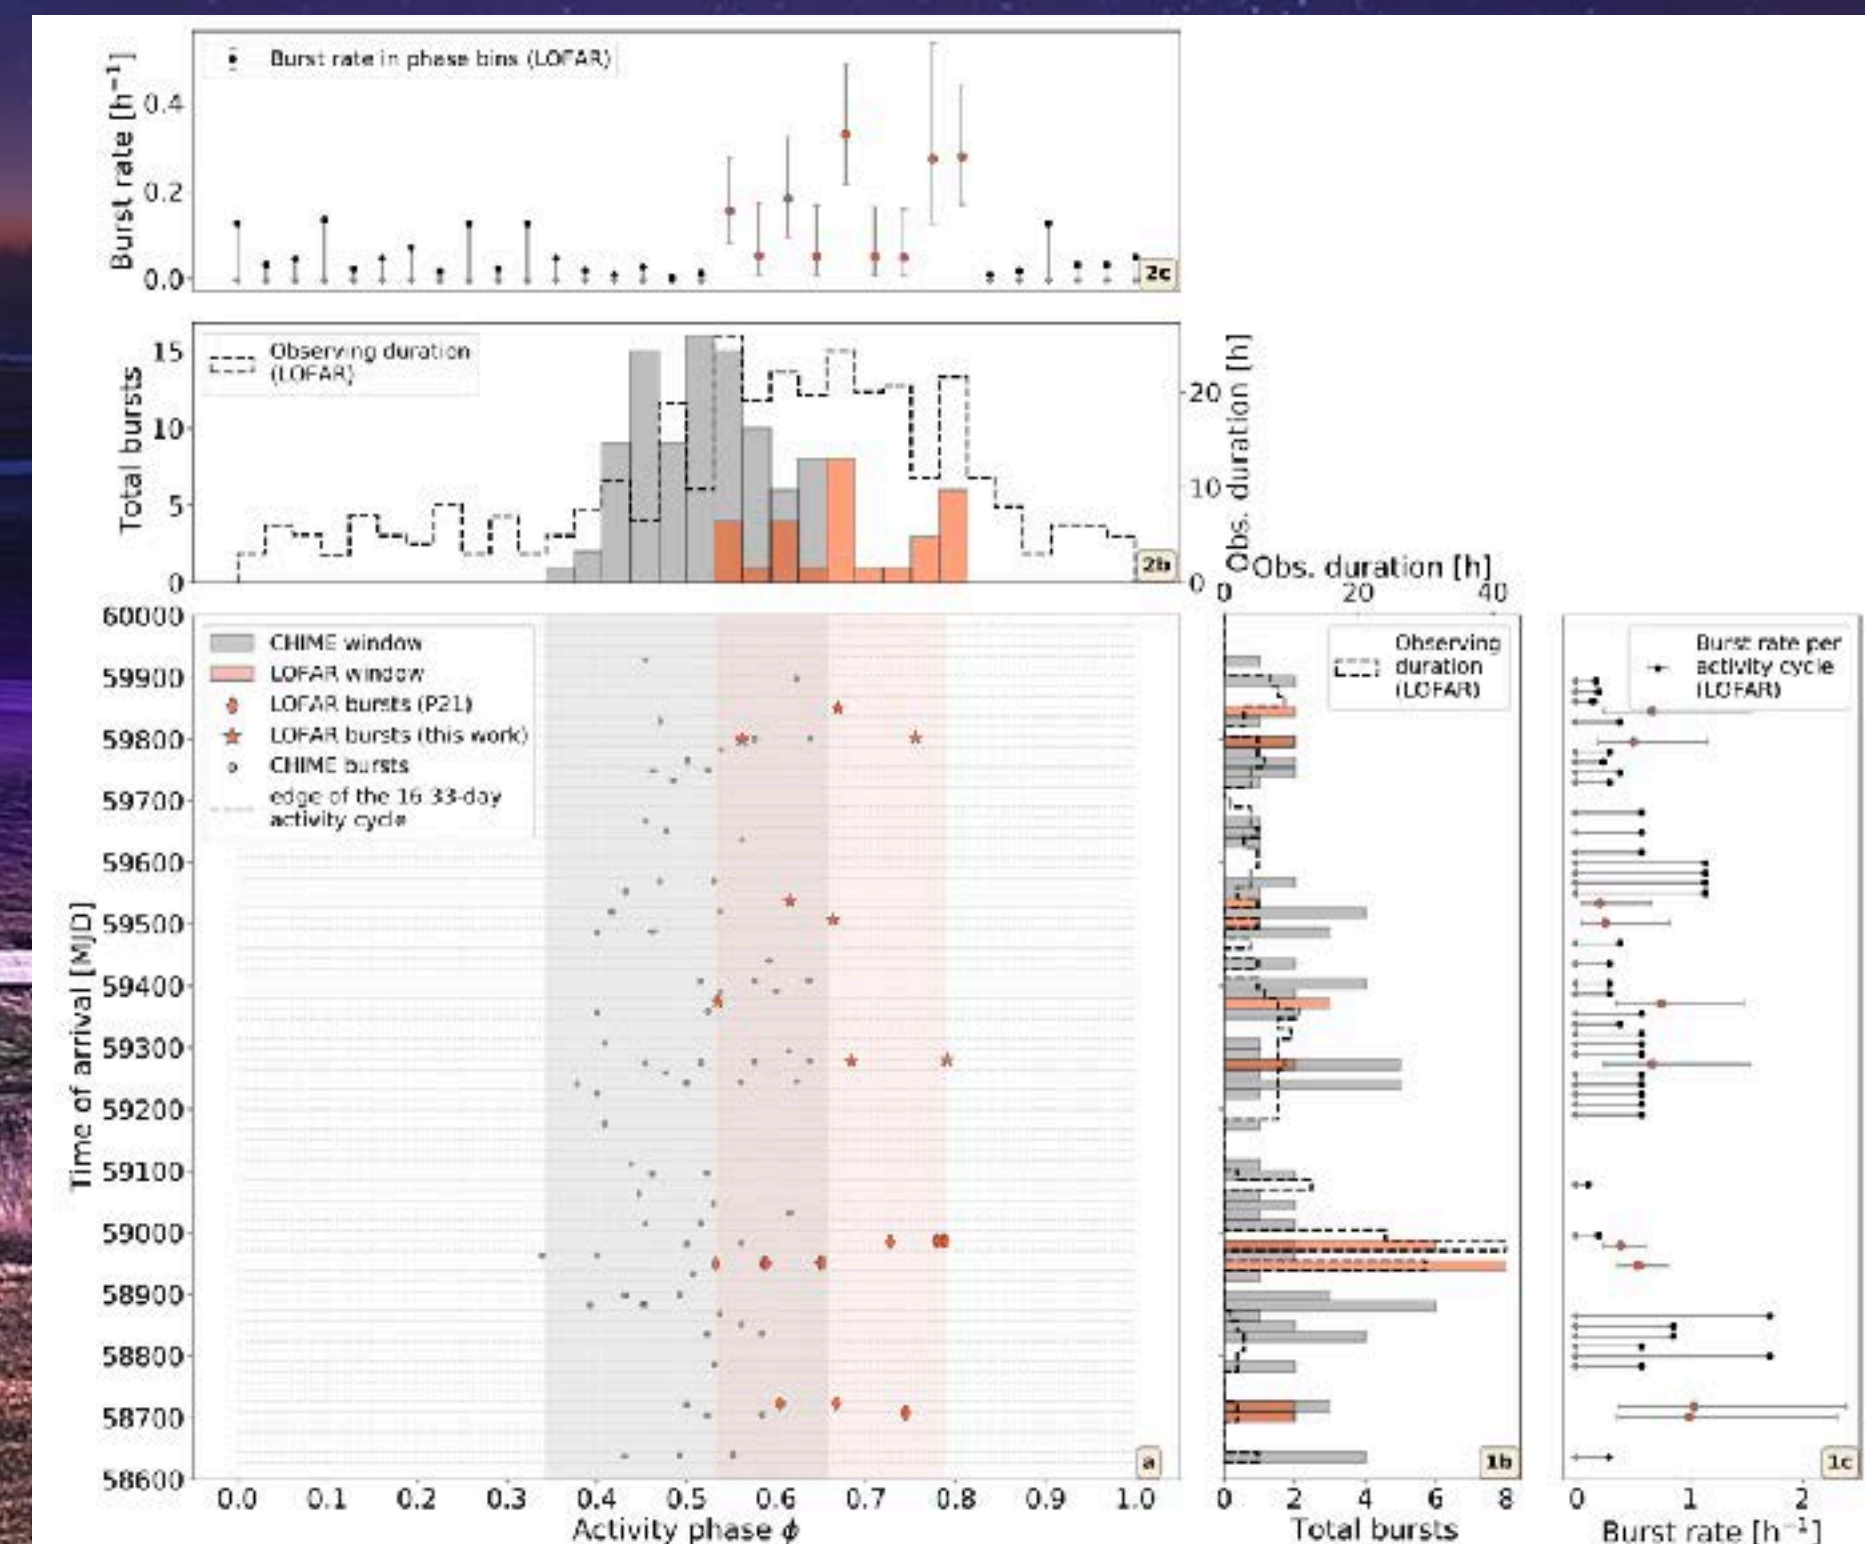 Burst rate in phase bins (LOFAR)
Burst rate [h⁻¹]
0.4
0.2
0.0
2c
Observing duration
(LOFAR)
Total bursts
15
10
5
0
20
10
0
Obs. duration [h]
2b
60000
59900
59800
59700
59600
59500
59400
59300
59200
59100
59000
58900
58800
58700
58600
Time of arrival [MJD]
CHIME window
LOFAR window
LOFAR bursts (P21)
LOFAR bursts (this work)
CHIME bursts
edge of the 16.33-day
activity cycle
a
0.0 0.1 0.2 0.3 0.4 0.5 0.6 0.7 0.8 0.9 1.0
Activity phase ϕ
Obs. duration [h]
0 20 40
Observing
duration
(LOFAR)
1b
0 2 4 6 8
Total bursts
Burst rate per
activity cycle
(LOFAR)
1c
0 1 2
Burst rate [h⁻¹]